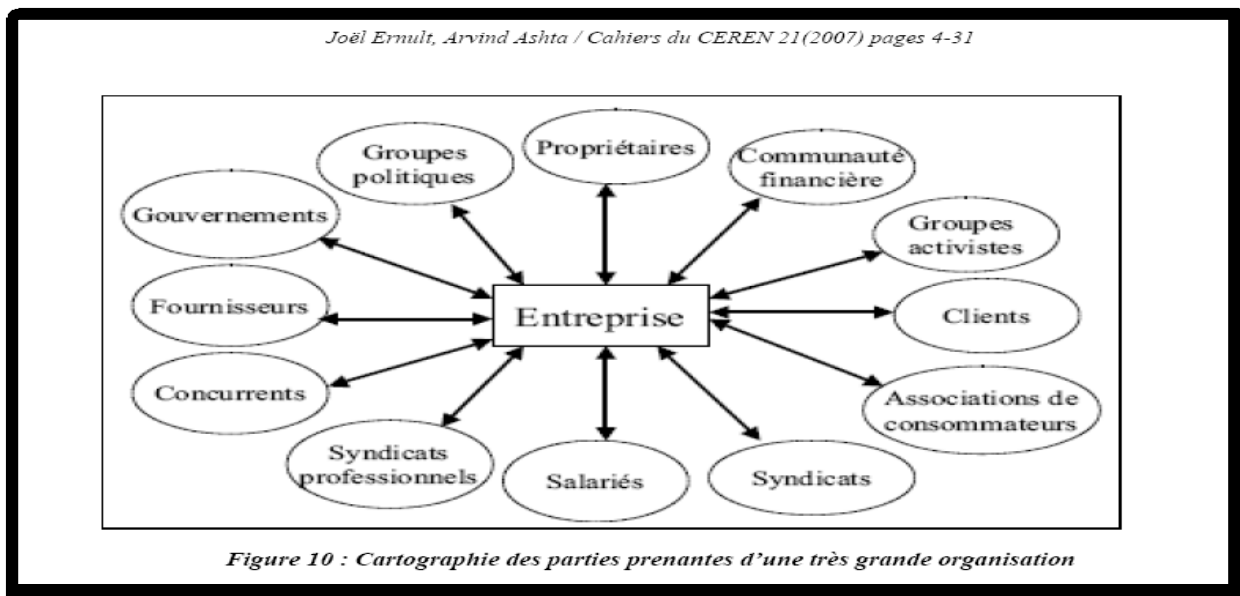 Joël Ernult, Arvind Ashta / Cahiers du CEREN 21(2007) pages 4-31
Groupes
politiques
Propriétaires
Communauté
financière
Gouvernements
Groupes
activistes
Fournisseurs
Entreprise
Clients
Concurrents
Associations de
consommateurs
Syndicats
professionnels
Salariés
Syndicats
Figure 10 : Cartographie des parties prenantes d'une très grande organisation